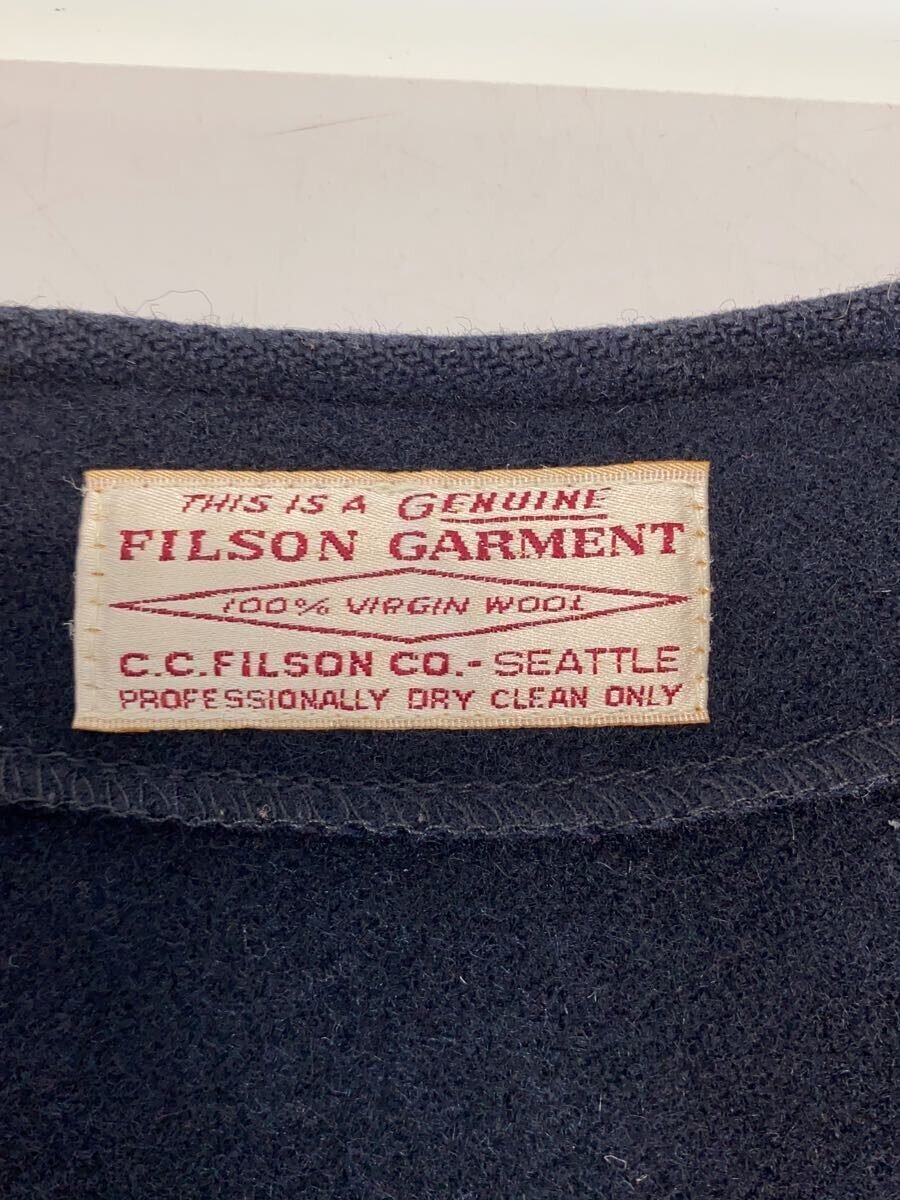 THIS IS A GENUINE
FILSON GARMENT
100% VIRGIN WOOL
C.C.FILSON CO.- SEATTLE
PROFESSIONALLY DRY CLEAN ONLY